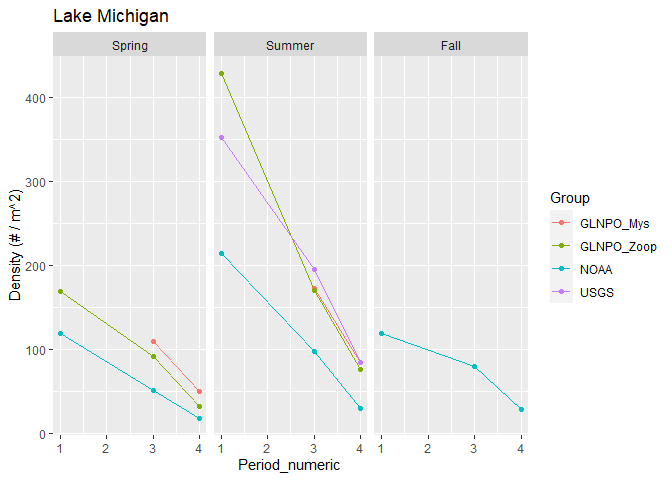 Lake Michigan
Spring
Summer
Fall
Density (# / m^2)
400
300
200
100
0
1 2 3 4
1 2 3 4
1 2 3 4
Period_numeric
Group
GLNPO_Mys
GLNPO_Zoop
NOAA
USGS